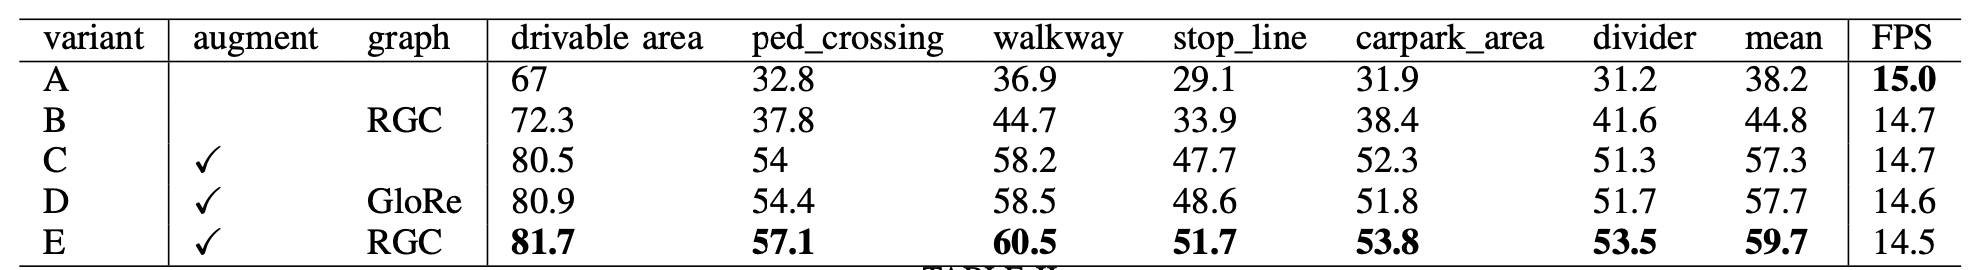 variant augment graph drivable area ped_crossing walkway stop_line carpark_area divider mean FPS
A 67 32.8 36.9 29.1 31.9 31.2 38.2 15.0
B RGC 72.3 37.8 44.7 33.9 38.4 41.6 44.8 14.7
C ✓ 80.5 54 58.2 47.7 52.3 51.3 57.3 14.7
D ✓ GloRe 80.9 54.4 58.5 48.6 51.8 51.7 57.7 14.6
E ✓ RGC 81.7 57.1 60.5 51.7 53.8 53.5 59.7 14.5